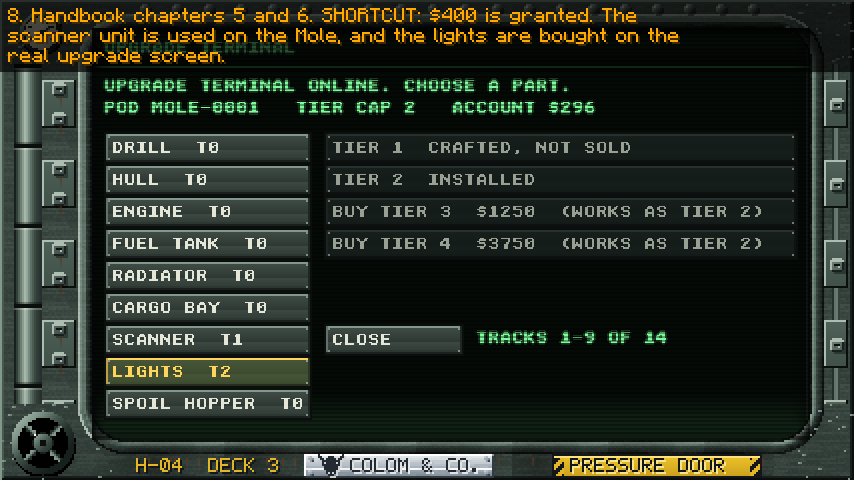 8. Handbook chapters 5 and 6. SHORTCUT: $400 is granted. The
scanner unit is used on the Mole, and the lights are bought on the
real upgrade screen.
UPGRADE TERMINAL
UPGRADE TERMINAL ONLINE. CHOOSE A PART.
POD MOLE-0001 TIER CAP 2 ACCOUNT $296
DRILL T0
TIER 1 CRAFTED, NOT SOLD
HULL T0
TIER 2 INSTALLED
ENGINE T0
BUY TIER 3 $1250 (WORKS AS TIER 2)
FUEL TANK T0
BUY TIER 4 $3750 (WORKS AS TIER 2)
RADIATOR T0
CARGO BAY T0
SCANNER T1
CLOSE
TRACKS 1-9 OF 14
LIGHTS T2
SPOIL HOPPER T0
H-04 DECK 3
COLOM & CO.
PRESSURE DOOR